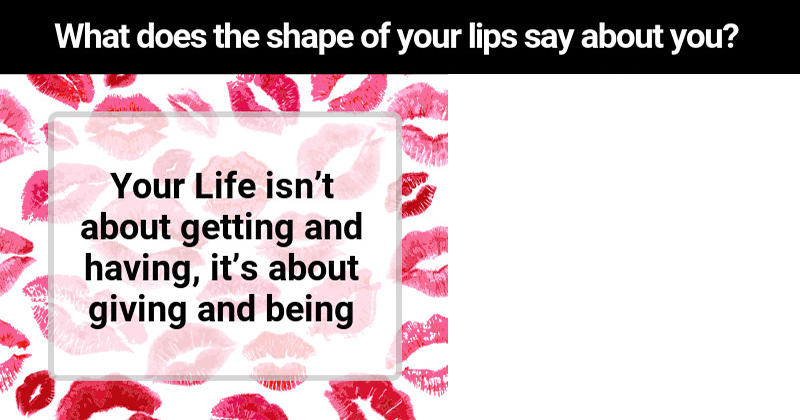 What does the shape of your lips say about you?
Your Life isn’t
about getting and
having, it’s about
giving and being